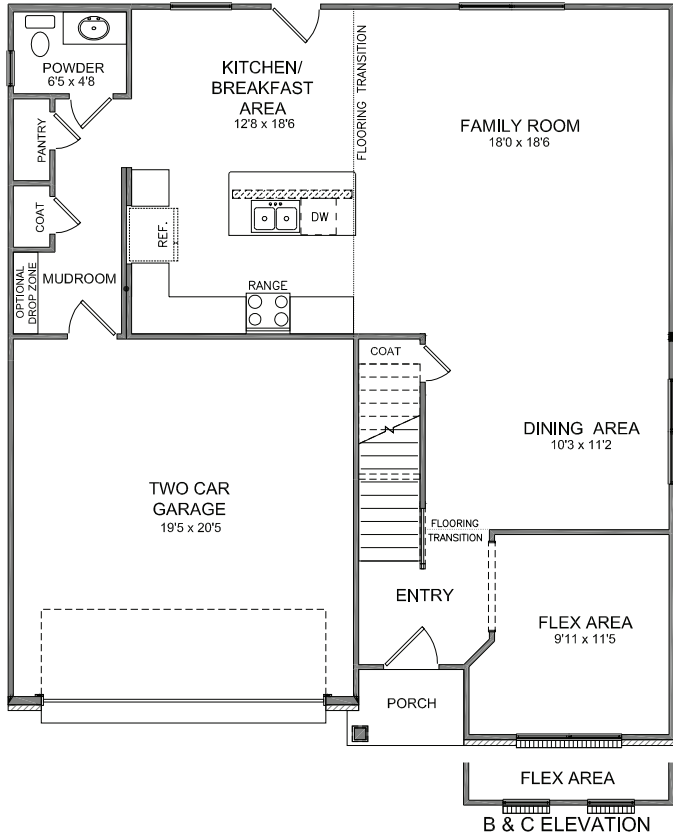 POWDER
6'5 x 4'8
KITCHEN/
BREAKFAST
AREA
12'8 x 18'6
FLOORING TRANSITION
FAMILY ROOM
18'0 x 18'6
PANTRY
COAT
REF.
DW
MUDROOM
OPTIONAL
DROP ZONE
RANGE
COAT
DINING AREA
10'3 x 11'2
TWO CAR
GARAGE
19'5 x 20'5
FLOORING
TRANSITION
ENTRY
FLEX AREA
9'11 x 11'5
PORCH
FLEX AREA
B & C ELEVATION